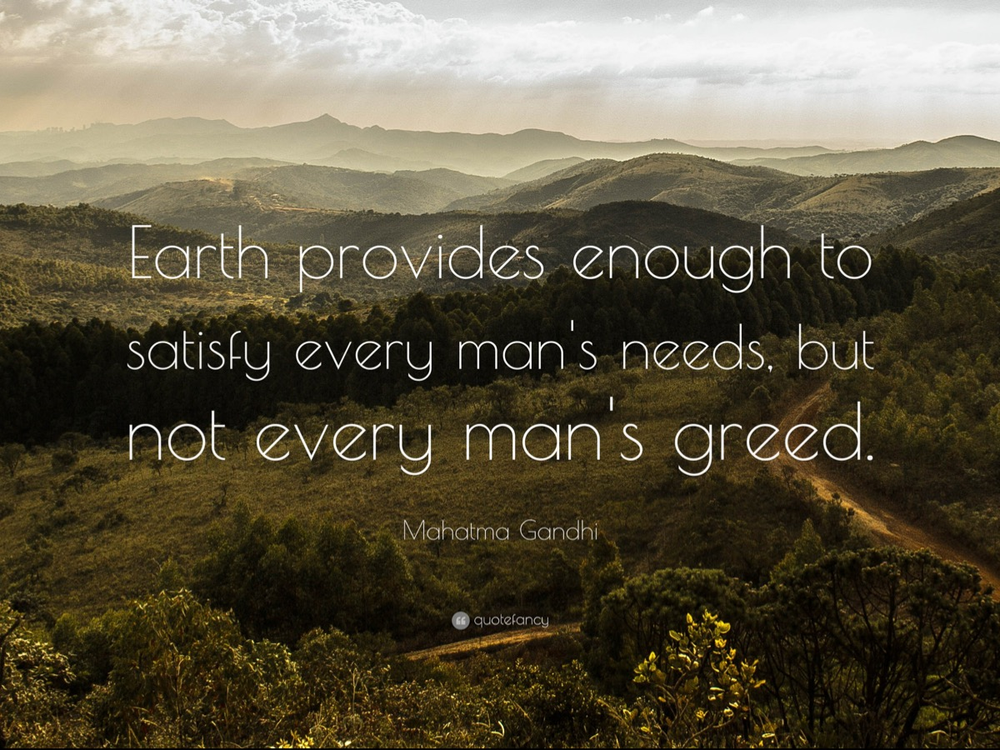 Earth provides enough to
satisfy every man's needs, but
not every man's greed.
Mahatma Gandhi
quotefancy